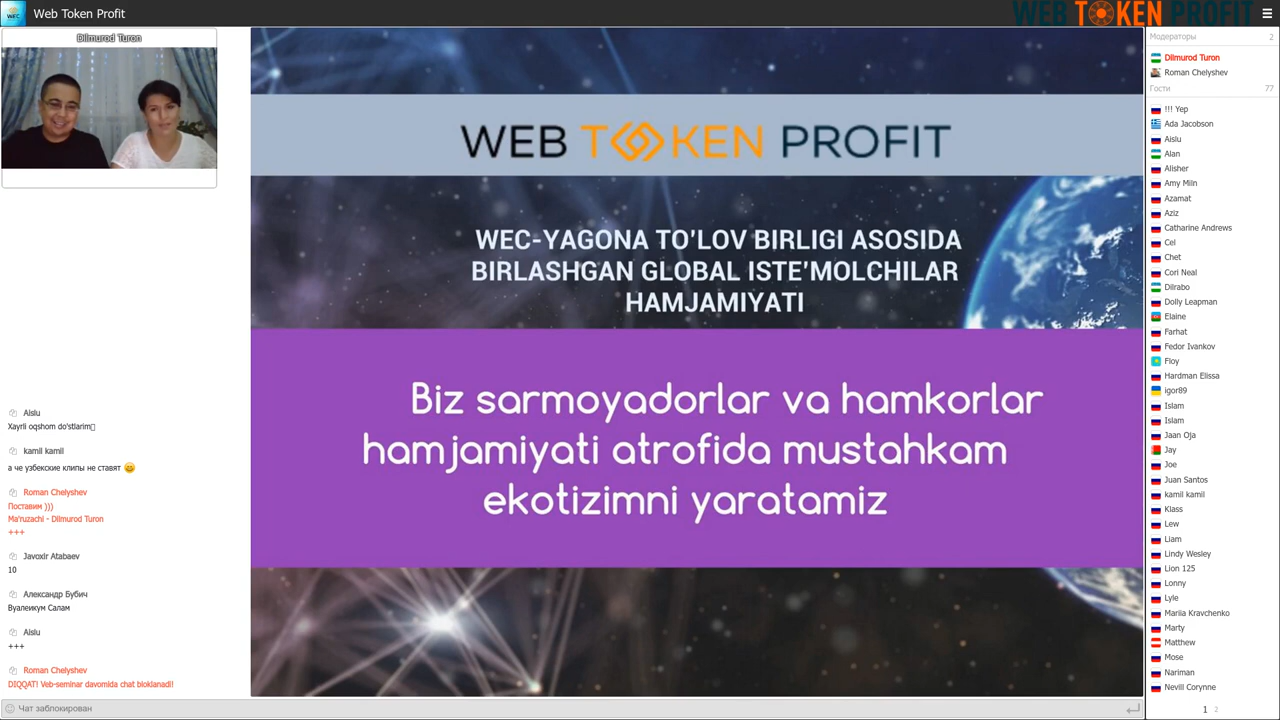 WEC
Web Token Profit
WEB TOKEN PROFIT
Dilmurod Turon
Aislu
Xayrli oqshom do'stlarim
kamil kamil
а че узбекские клипы не ставят
Roman Chelyshev
Поставим )))
Ma'ruzachi - Dilmurod Turon
+++
Javoxir Atabaev
10
Александр Бубич
Вуалеикум Салам
Aislu
+++
Roman Chelyshev
DIQQAT! Veb-seminar davomida chat bloklanadi!
Чат заблокирован
WEB TOKEN PROFIT
WEC-YAGONA TO'LOV BIRLIGI ASOSIDA
BIRLASHGAN GLOBAL ISTE'MOLCHILAR
HAMJAMIYATI
Biz sarmoyadorlar va hamkorlar
hamjamiyati atrofida mustahkam
ekotizimni yaratamiz
Модераторы 2
Dilmurod Turon
Roman Chelyshev
Гости 77
!!! Yep
Ada Jacobson
Aislu
Alan
Alisher
Amy Miln
Azamat
Aziz
Catharine Andrews
Cel
Chet
Cori Neal
Dilrabo
Dolly Leapman
Elaine
Farhat
Fedor Ivankov
Floy
Hardman Elissa
igor89
Islam
Islam
Jaan Oja
Jay
Joe
Juan Santos
kamil kamil
Klass
Lew
Liam
Lindy Wesley
Lion 125
Lonny
Lyle
Mariia Kravchenko
Marty
Matthew
Mose
Nariman
Nevill Corynne
1 2